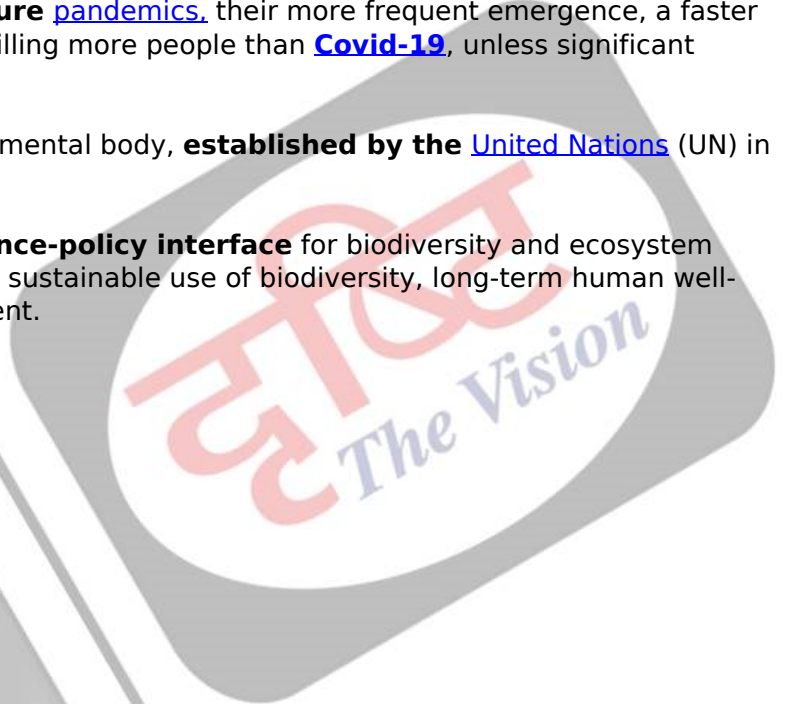 ure pandemics, their more frequent emergence, a faster
illing more people than Covid-19, unless significant
mental body, established by the United Nations (UN) in
nce-policy interface for biodiversity and ecosystem
sustainable use of biodiversity, long-term human well-
ent.
दृष्टि
The Vision